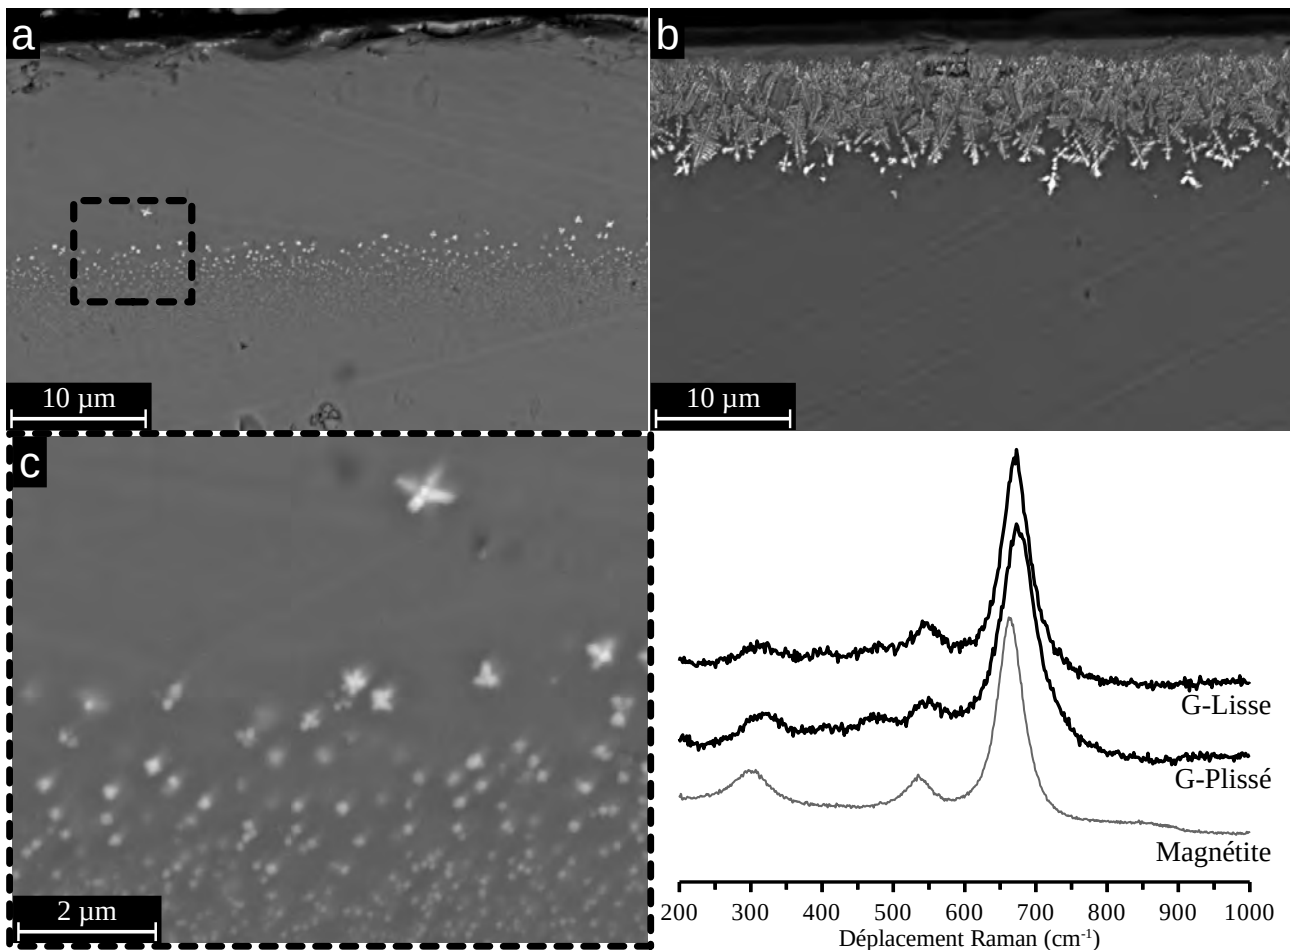 a
b
10 µm
10 µm
c
2 µm
G-Lisse
G-Plissé
Magnétite
200 300 400 500 600 700 800 900 1000
Déplacement Raman (cm-1)